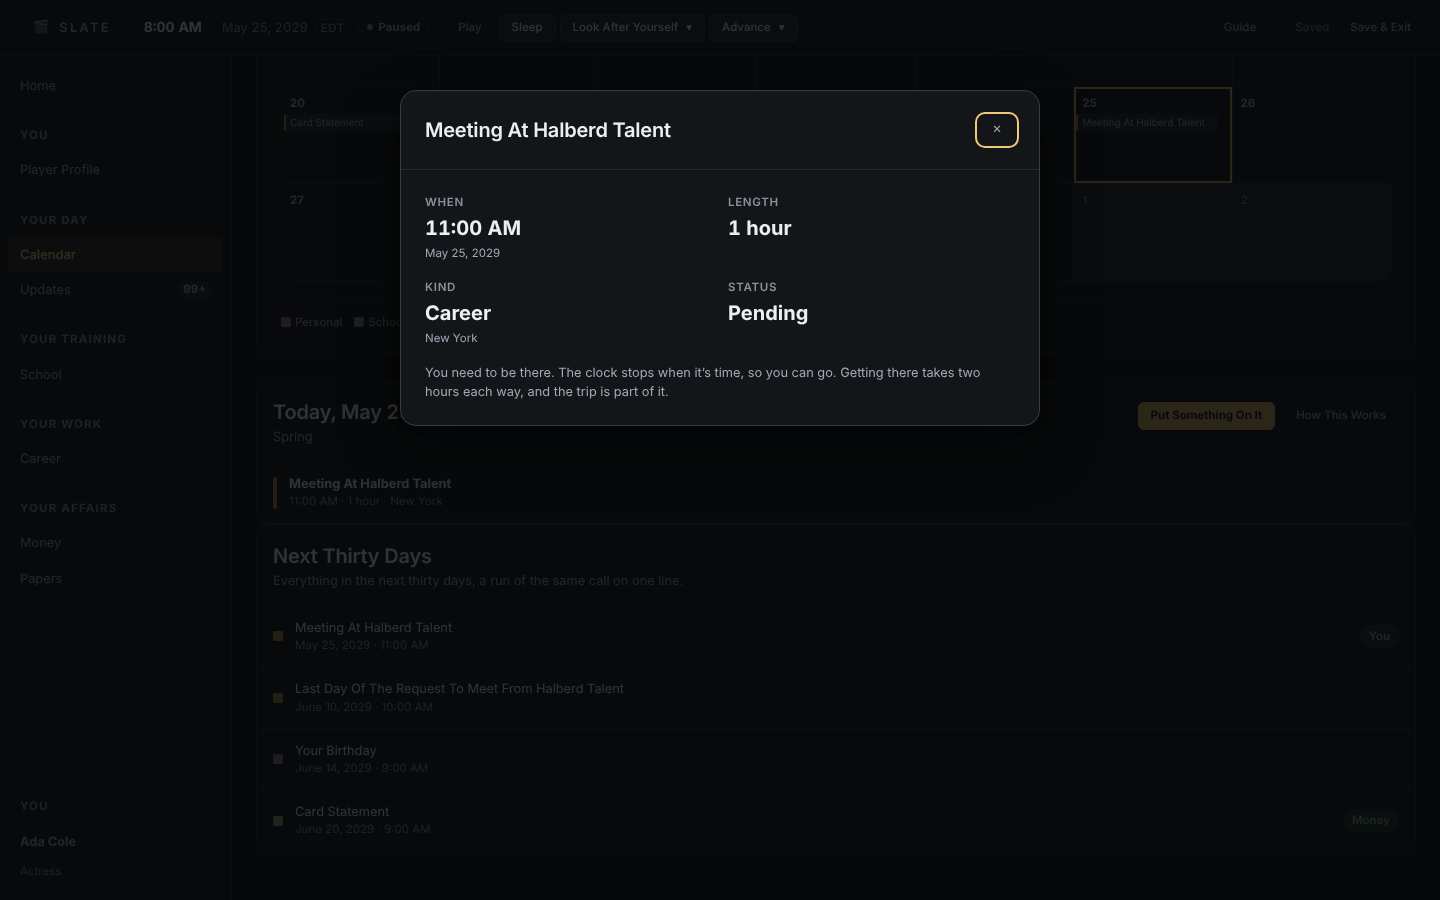 SLATE
8:00 AM
May 25, 2029
EDT
Paused
Play
Sleep
Look After Yourself
Advance
Guide
Saved
Save & Exit
Home
YOU
Player Profile
YOUR DAY
Calendar
Updates
99+
YOUR TRAINING
School
YOUR WORK
Career
YOUR AFFAIRS
Money
Papers
YOU
Ada Cole
Actress
20
Card Statement
25
Meeting At Halberd Talent
26
27
1
2
Personal
Meeting At Halberd Talent
×
WHEN
11:00 AM
May 25, 2029
LENGTH
1 hour
KIND
Career
New York
STATUS
Pending
You need to be there. The clock stops when it's time, so you can go. Getting there takes two
hours each way, and the trip is part of it.
Today, May 2
Spring
Put Something On It
How This Works
Meeting At Halberd Talent
11:00 AM · 1 hour · New York
Next Thirty Days
Everything in the next thirty days, a run of the same call on one line.
Meeting At Halberd Talent
May 25, 2029 · 11:00 AM
You
Last Day Of The Request To Meet From Halberd Talent
June 10, 2029 · 10:00 AM
Your Birthday
June 14, 2029 · 9:00 AM
Card Statement
June 20, 2029 · 9:00 AM
Money